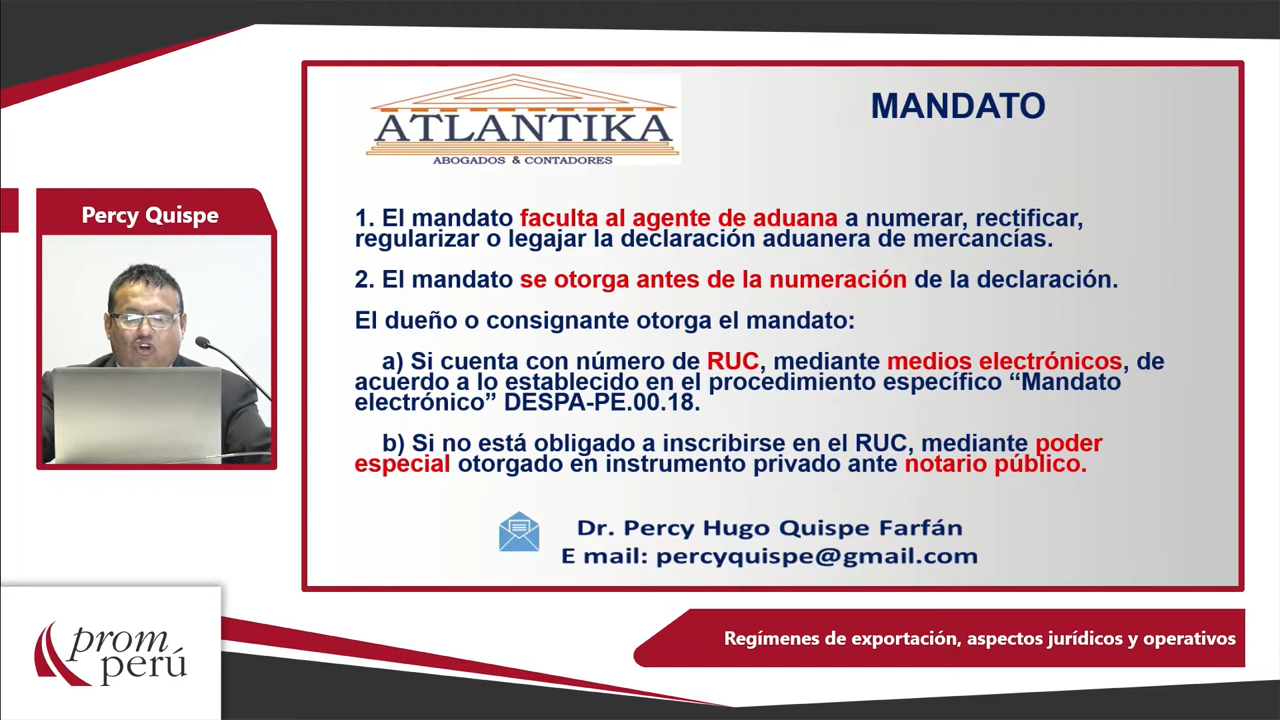 ATLANTIKA
ABOGADOS & CONTADORES
MANDATO
Percy Quispe
1. El mandato faculta al agente de aduana a numerar, rectificar,
regularizar o legajar la declaración aduanera de mercancías.
2. El mandato se otorga antes de la numeración de la declaración.
El dueño o consignante otorga el mandato:
a) Si cuenta con número de RUC, mediante medios electrónicos, de
acuerdo a lo establecido en el procedimiento específico “Mandato
electrónico” DESPA-PE.00.18.
b) Si no está obligado a inscribirse en el RUC, mediante poder
especial otorgado en instrumento privado ante notario público.
Dr. Percy Hugo Quispe Farfán
E mail: percyquispe@gmail.com
prom
perú
Regímenes de exportación, aspectos jurídicos y operativos